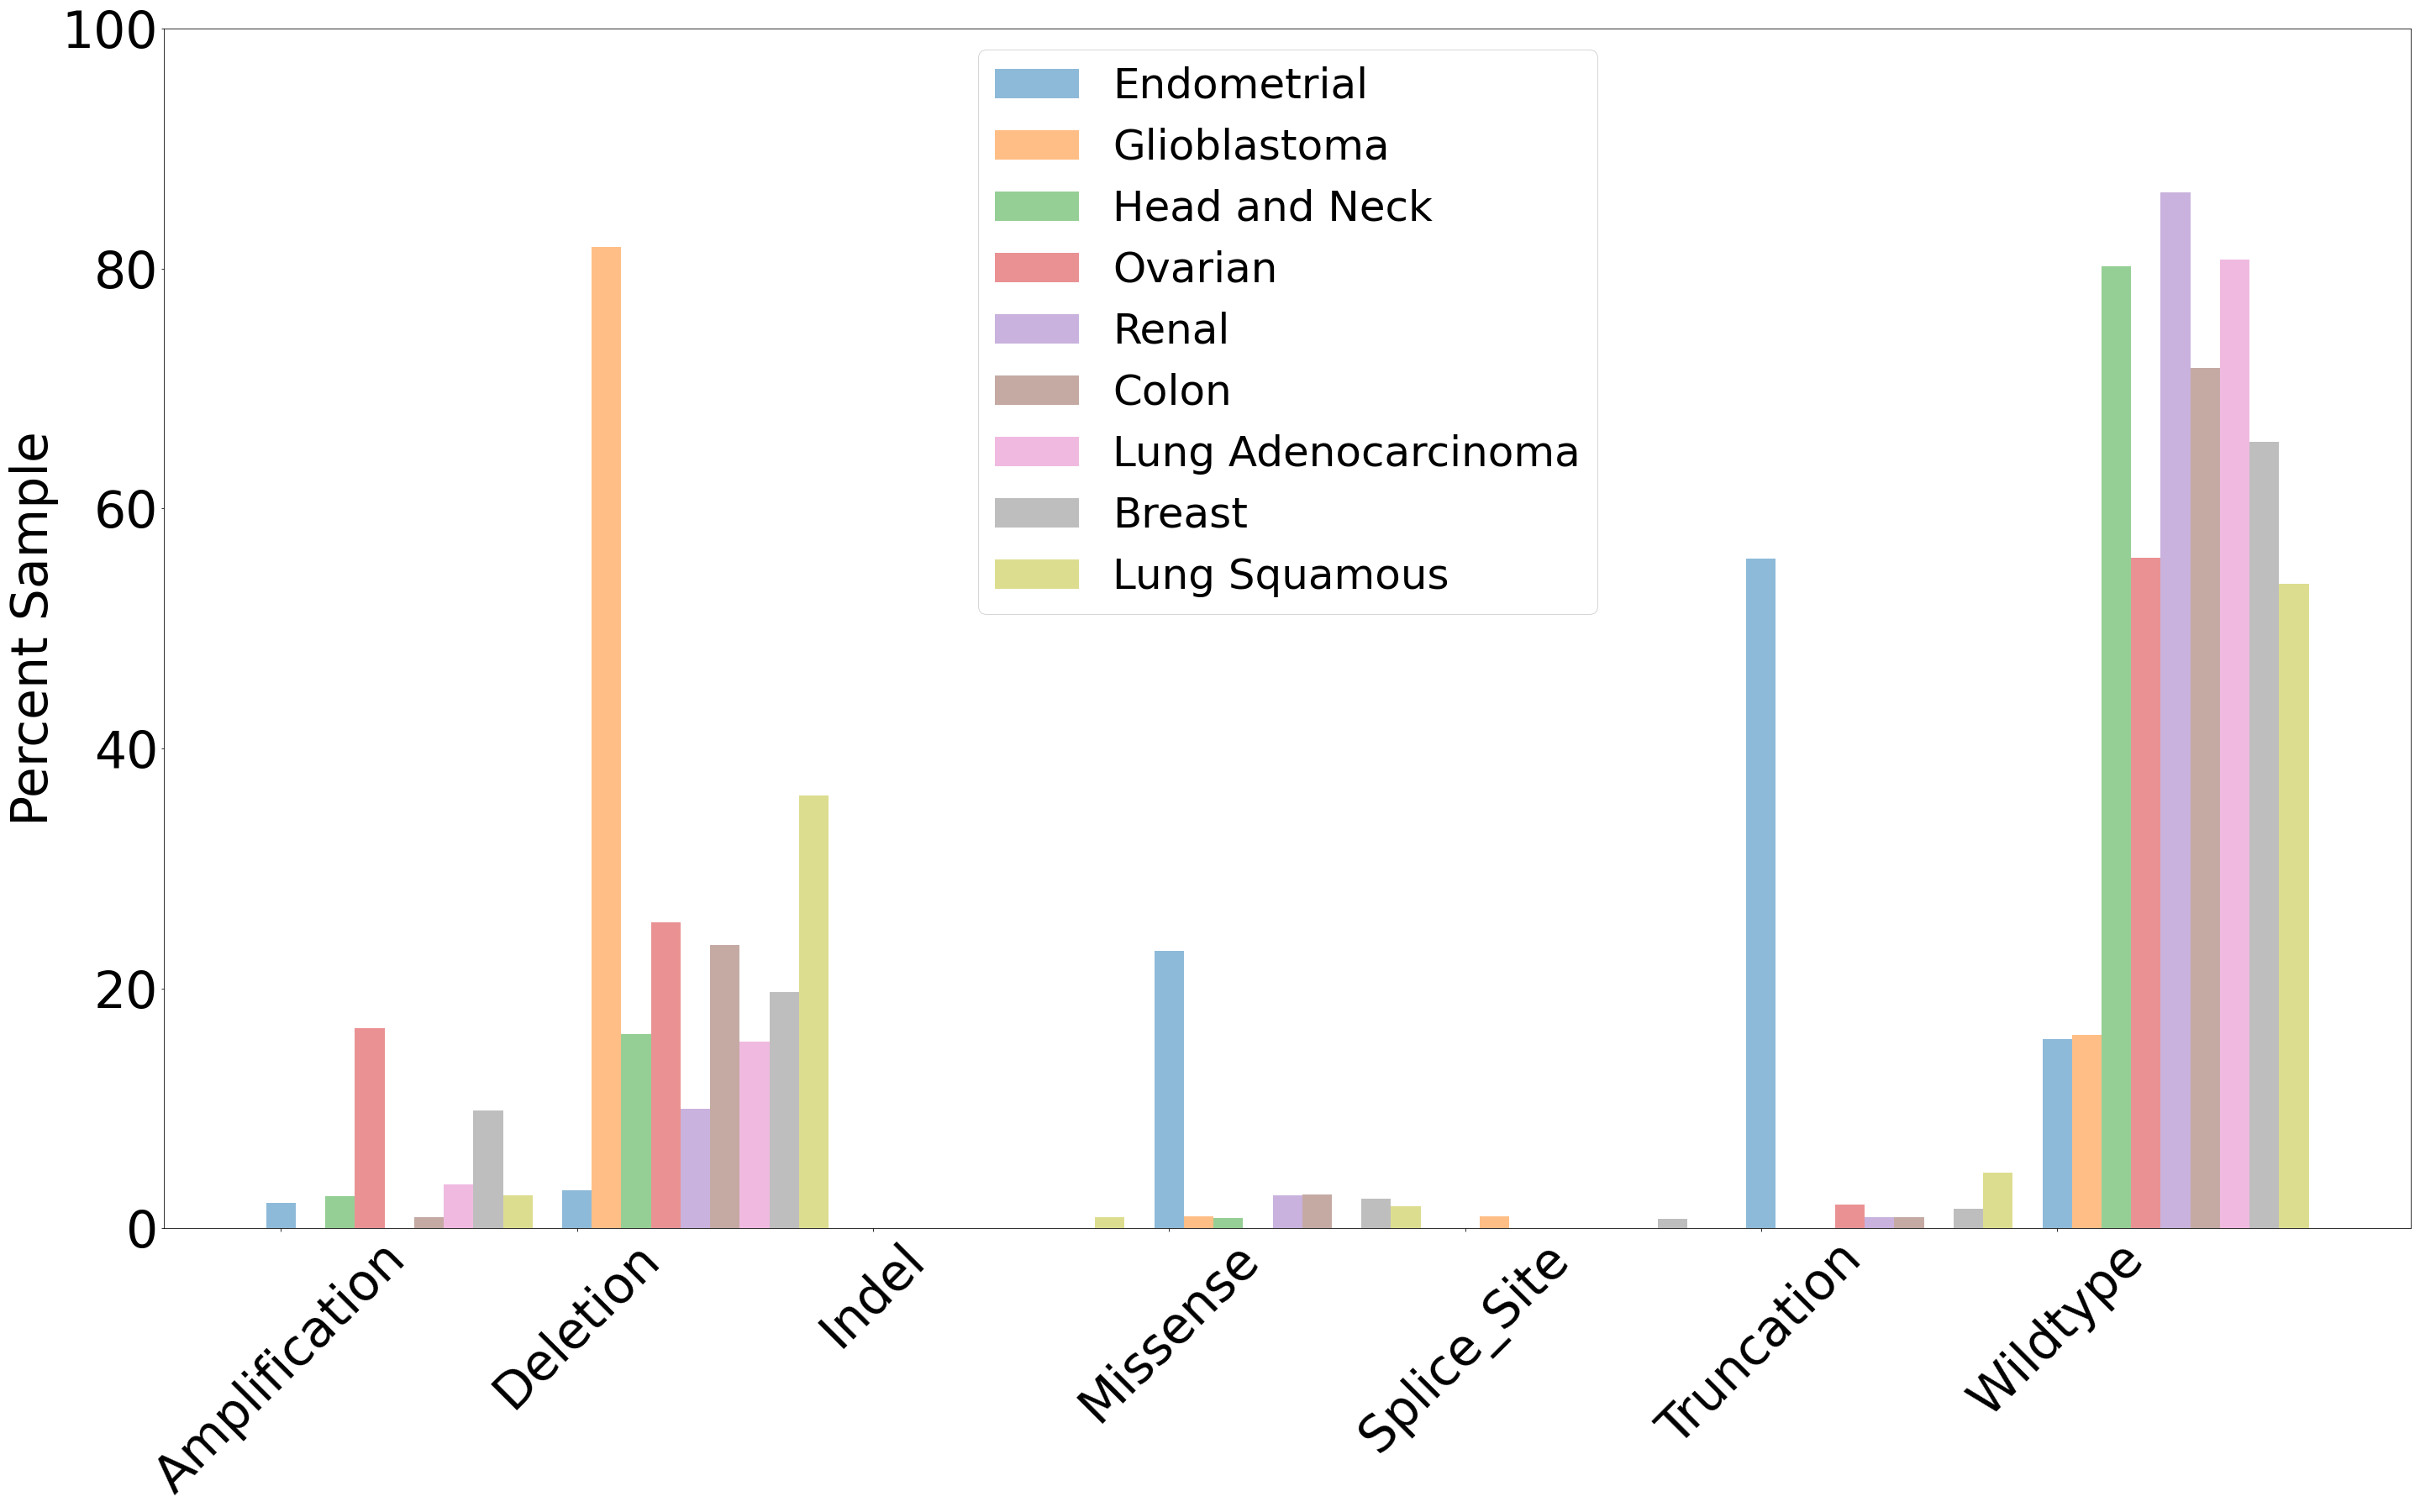 Percent Sample
100
80
60
40
20
0
Endometrial
Glioblastoma
Head and Neck
Ovarian
Renal
Colon
Lung Adenocarcinoma
Breast
Lung Squamous
Amplification
Deletion
Indel
Missense
Splice_Site
Truncation
Wildtype